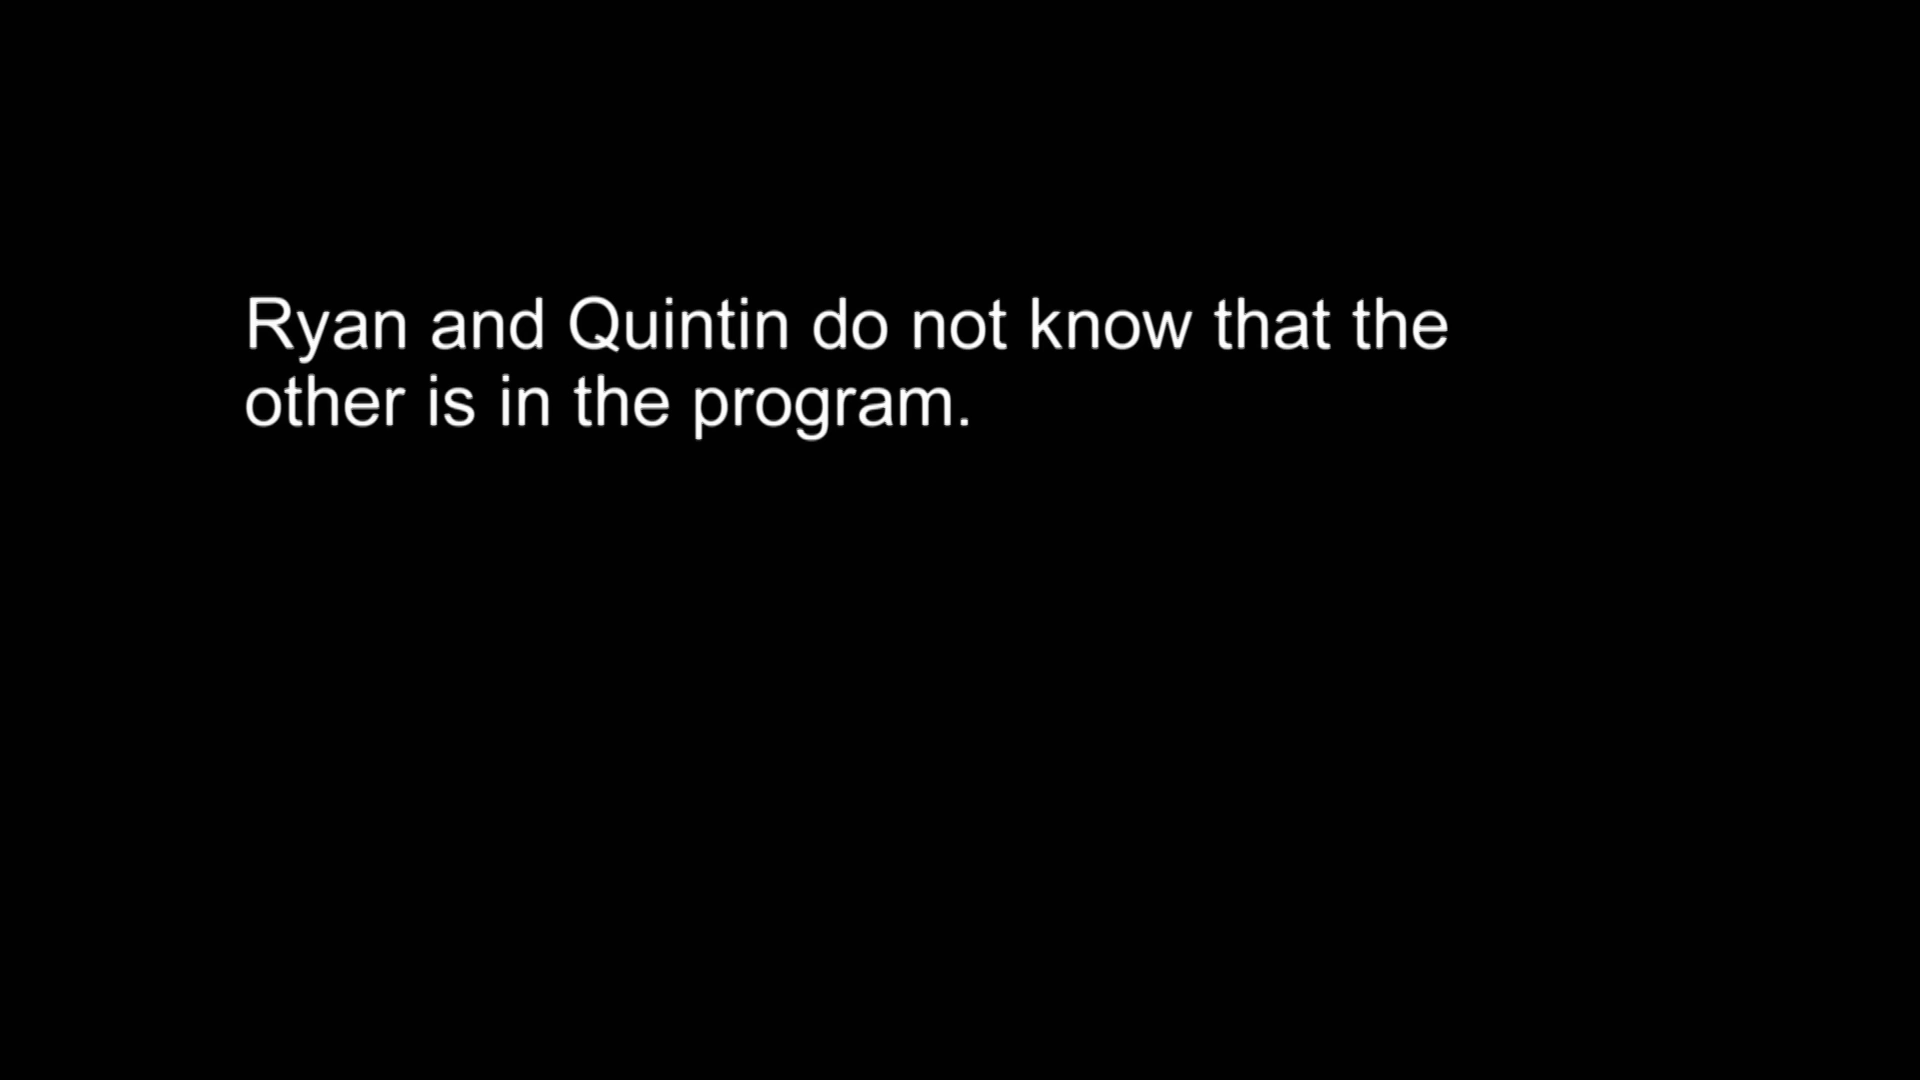 Ryan and Quintin do not know that the
other is in the program.